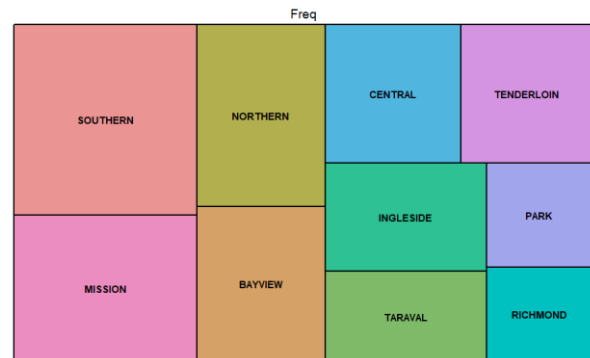 Freq
SOUTHERN
NORTHERN
CENTRAL
TENDERLOIN
INGLESIDE
PARK
MISSION
BAYVIEW
TARAVAL
RICHMOND